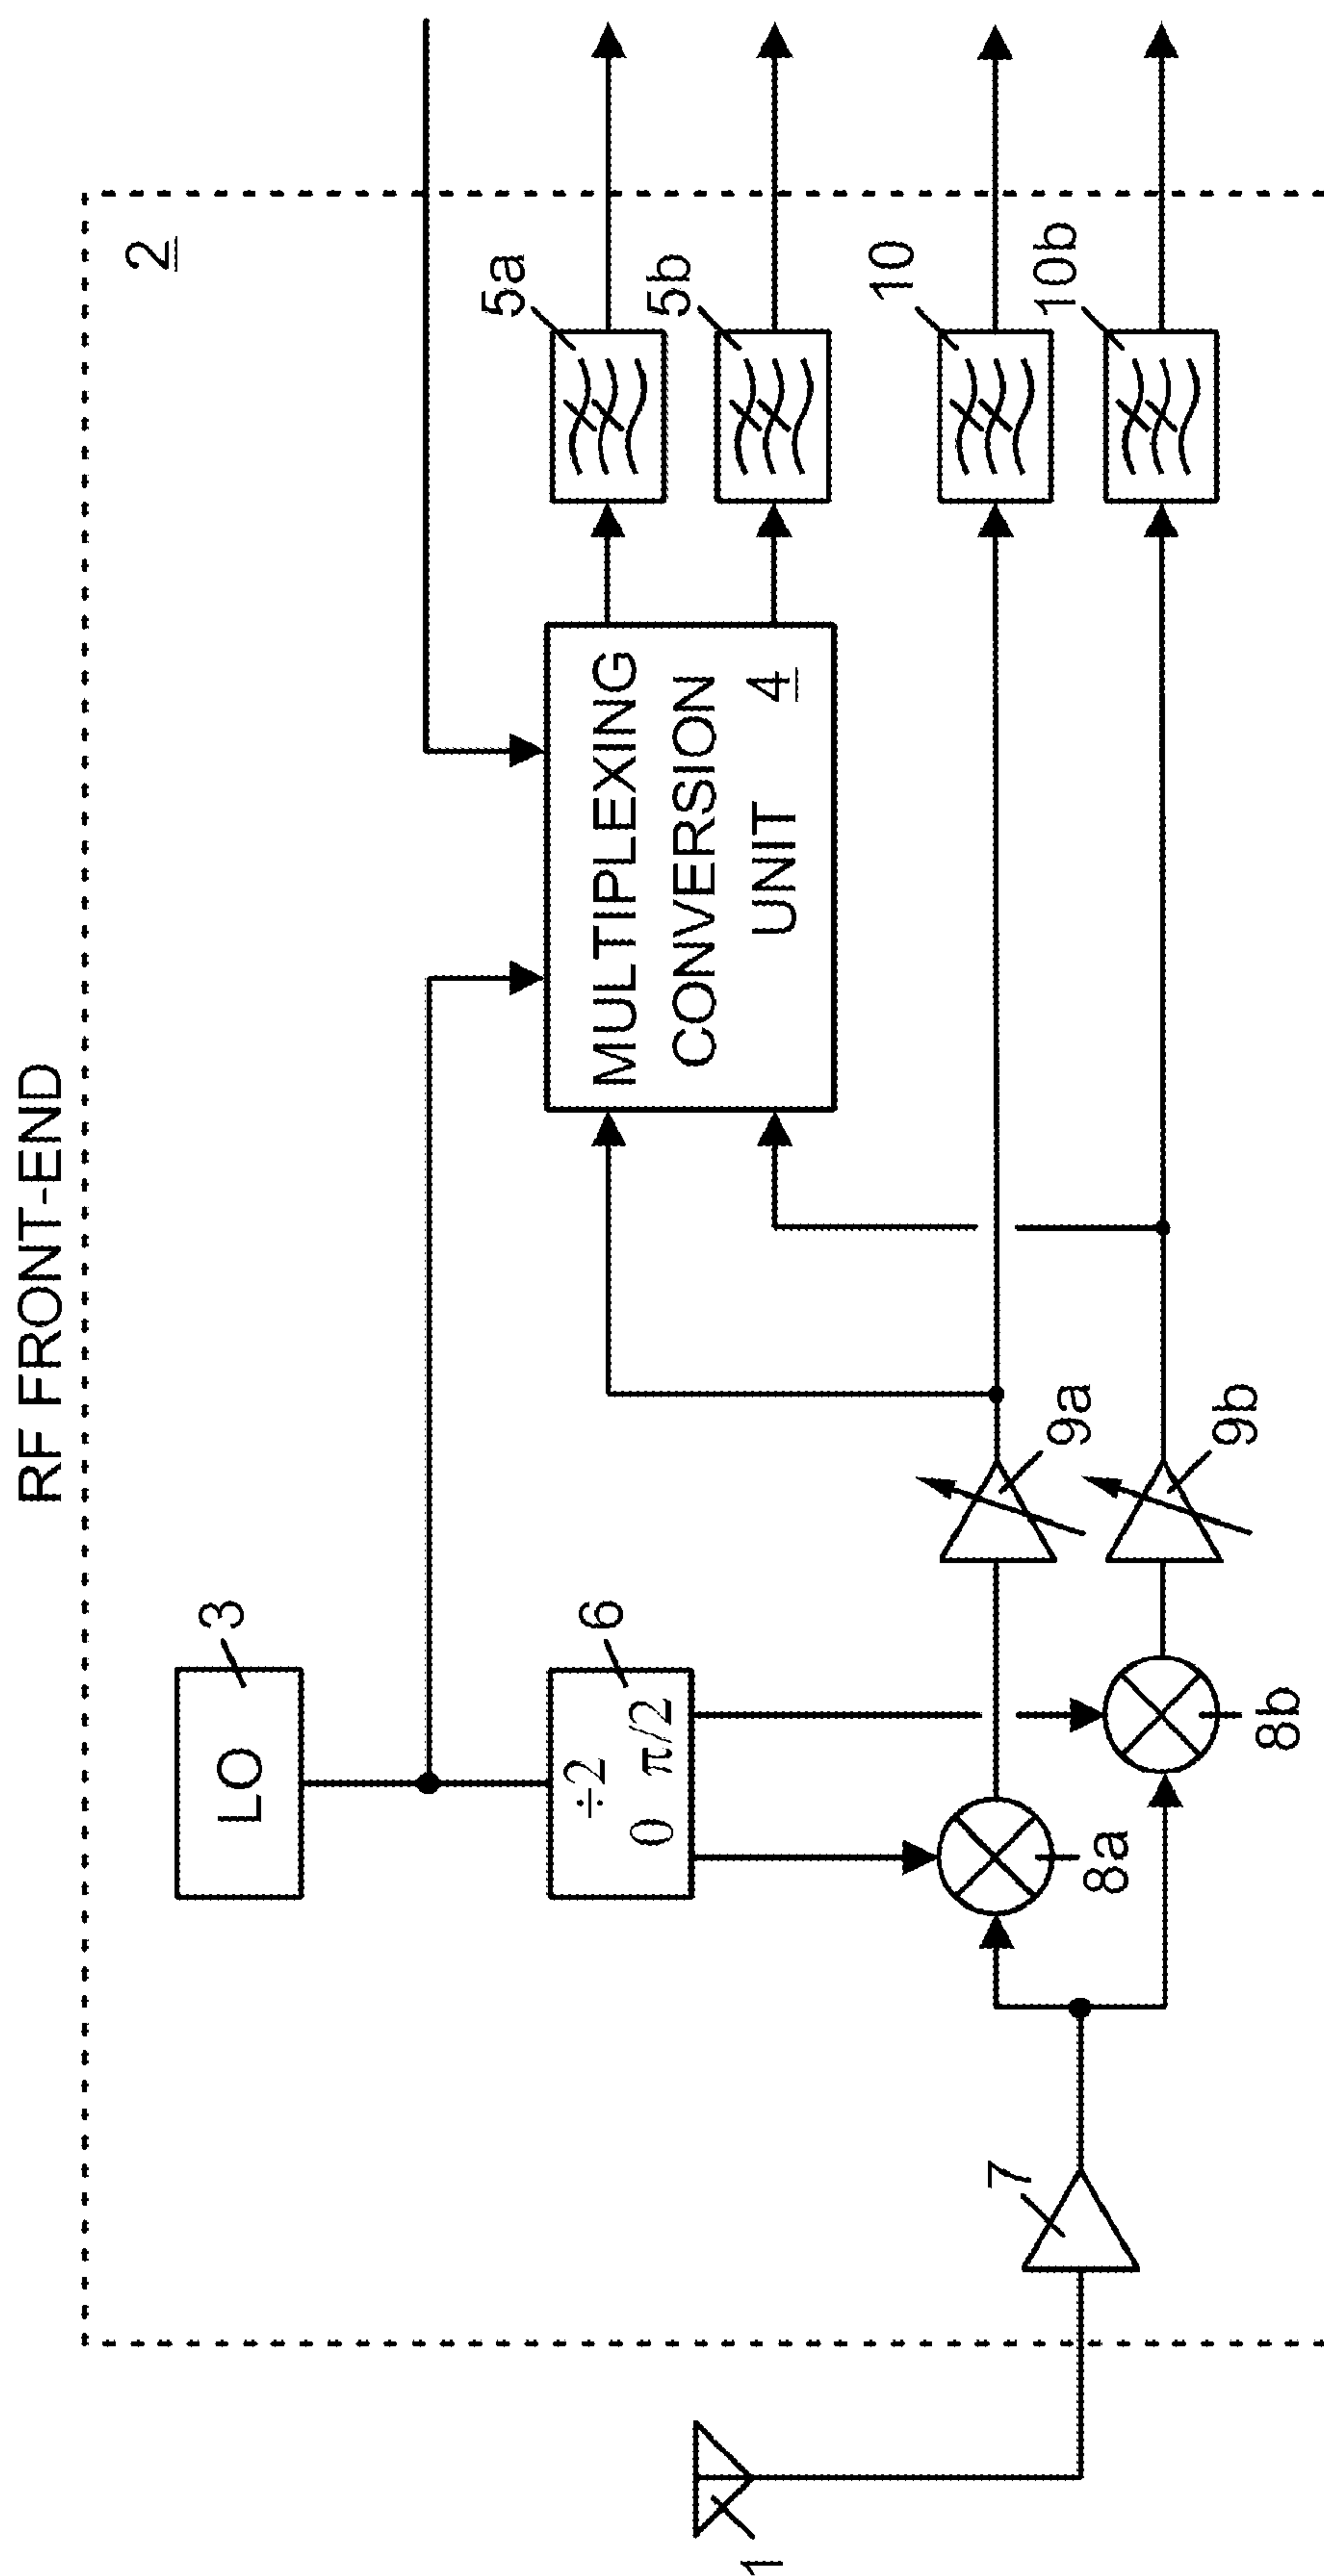 RF FRONT-END
2
LO
3
÷2
0 π/2
6
MULTIPLEXING
CONVERSION
UNIT 4
5a
5b
10
10b
9a
9b
8a
8b
7
1